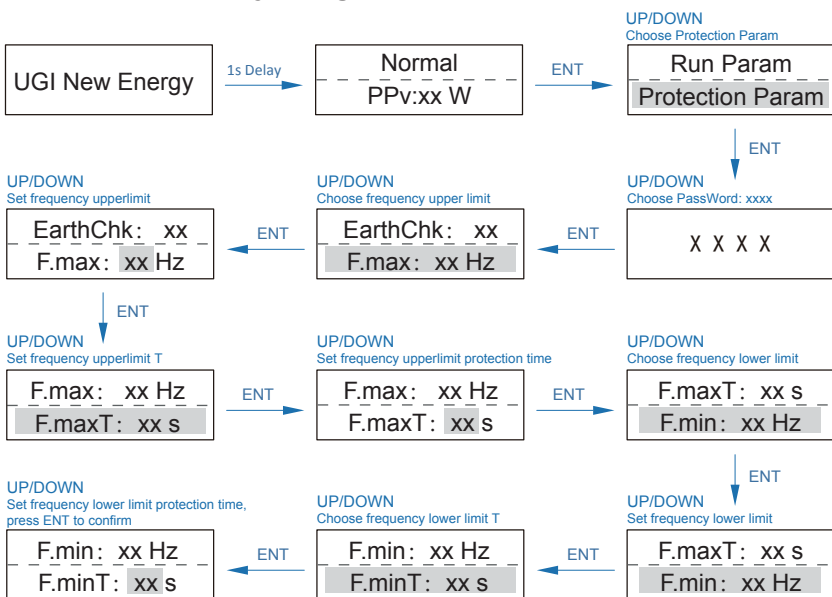 UP/DOWN
Choose Protection Param
UGI New Energy
1s Delay
Normal
PPv:xx W
ENT
Run Param
Protection Param
ENT
UP/DOWN
Set frequency upperlimit
EarthChk: xx
F.max: xx Hz
ENT
UP/DOWN
Choose frequency upper limit
EarthChk: xx
F.max: xx Hz
ENT
UP/DOWN
Choose PassWord: xxxx
X X X X
ENT
UP/DOWN
Set frequency upperlimit T
F.max: xx Hz
F.maxT: xx s
ENT
UP/DOWN
Set frequency upperlimit protection time
F.max: xx Hz
F.maxT: xx s
ENT
UP/DOWN
Choose frequency lower limit
F.maxT: xx s
F.min: xx Hz
ENT
UP/DOWN
Set frequency lower limit protection time,
press ENT to confirm
F.min: xx Hz
F.minT: xx s
ENT
UP/DOWN
Choose frequency lower limit T
F.min: xx Hz
F.minT: xx s
ENT
UP/DOWN
Set frequency lower limit
F.maxT: xx s
F.min: xx Hz